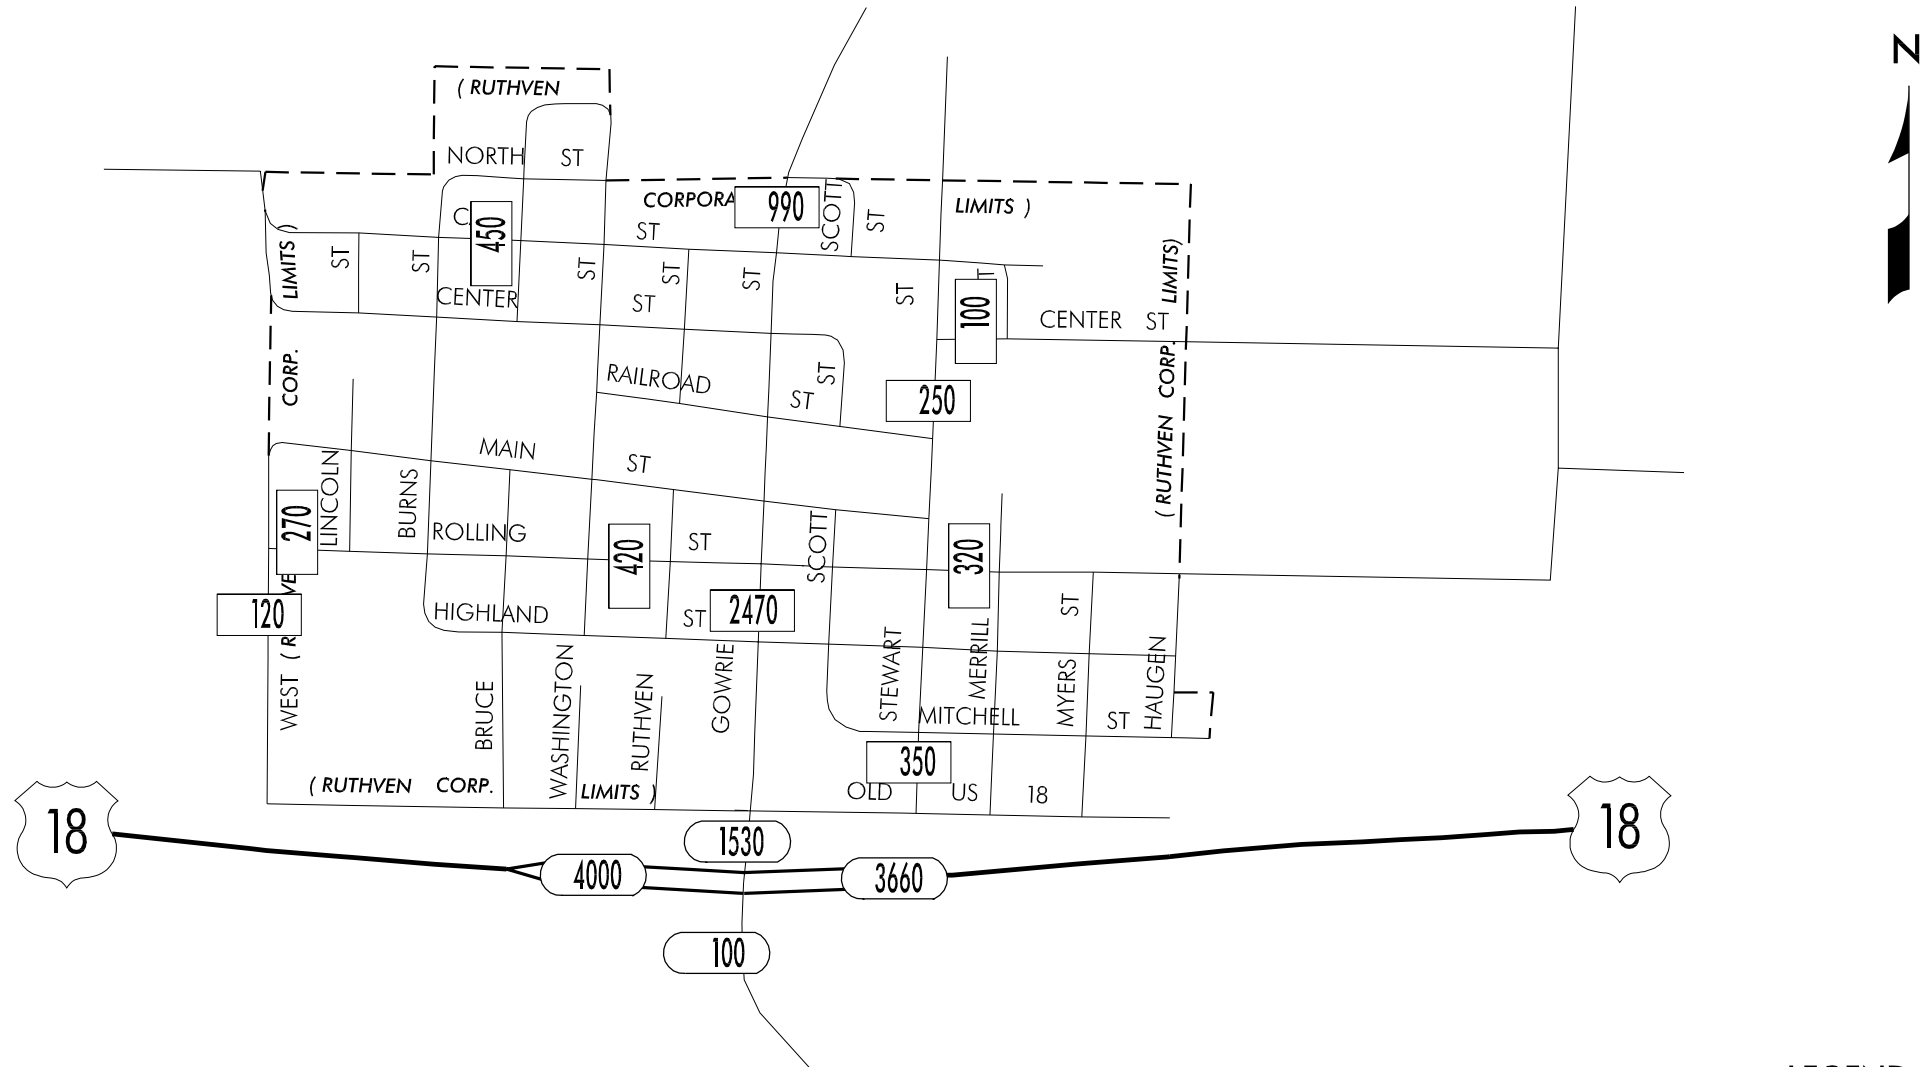 N
( RUTHVEN
NORTH ST
CORPORA
990
SCOTT
ST
LIMITS )
450
ST
LIMITS )
ST
ST
ST
ST
ST
ST
100
LIMITS)
CENTER
ST
CENTER ST
CORP.
RAILROAD
ST
ST
250
( RUTHVEN CORP.
MAIN
ST
LINCOLN
BURNS
270
ROLLING
420
ST
SCOTT
320
120
HIGHLAND
ST
2470
ST
WEST
BRUCE
WASHINGTON
RUTHVEN
GOWRIE
STEWART
MERRILL
MYERS
HAUGEN
MITCHELL
ST
350
( RUTHVEN CORP.
LIMITS )
OLD US 18
18
1530
18
4000
3660
100